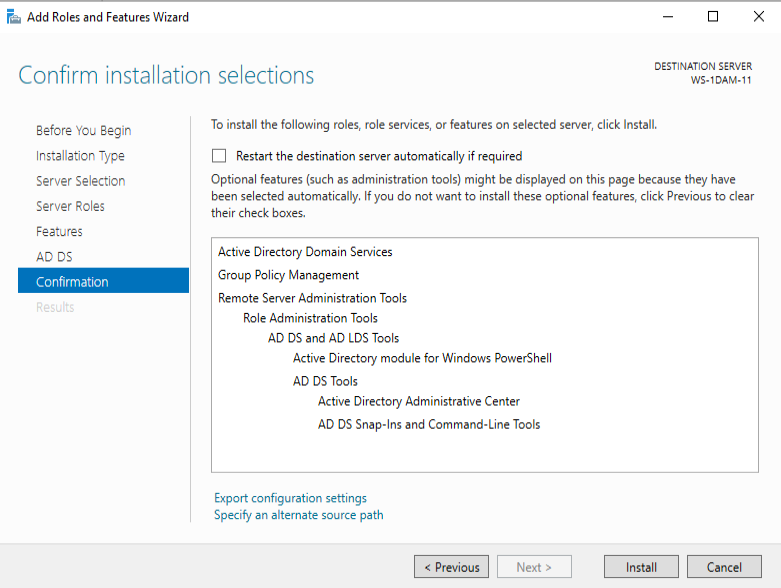 Add Roles and Features Wizard
Confirm installation selections
DESTINATION SERVER
WS-1DAM-11
Before You Begin
Installation Type
Server Selection
Server Roles
Features
AD DS
Confirmation
Results
To install the following roles, role services, or features on selected server, click Install.
Restart the destination server automatically if required
Optional features (such as administration tools) might be displayed on this page because they have
been selected automatically. If you do not want to install these optional features, click Previous to clear
their check boxes.
Active Directory Domain Services
Group Policy Management
Remote Server Administration Tools
Role Administration Tools
AD DS and AD LDS Tools
Active Directory module for Windows PowerShell
AD DS Tools
Active Directory Administrative Center
AD DS Snap-Ins and Command-Line Tools
Export configuration settings
Specify an alternate source path
< Previous
Next >
Install
Cancel